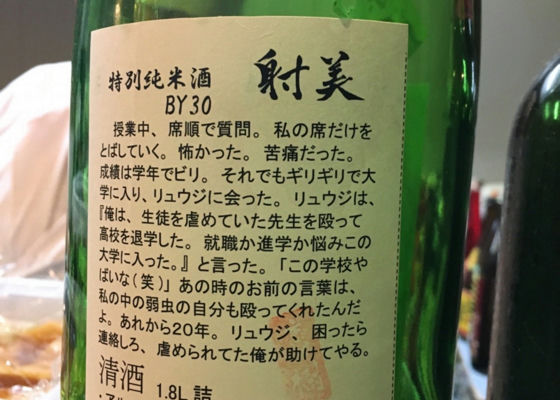 特別純米酒 射美
BY30
授業中、席順で質問。私の席だけを
とばしていく。怖かった。苦痛だった。
成績は学年でビリ。それでもギリギリで大
学に入り、リュウジに会った。リュウジは、
『俺は、生徒を虐めていた先生を殴って
高校を退学した。就職か進学か悩みこの
大学に入った。』と言った。「この学校や
ばいな(笑)」あの時のお前の言葉は、
私の中の弱虫の自分も殴ってくれたんだ
よ。あれから20年。リュウジ、困ったら
連絡しろ、虐められてた俺が助けてやる。
清酒 1.8L 詰